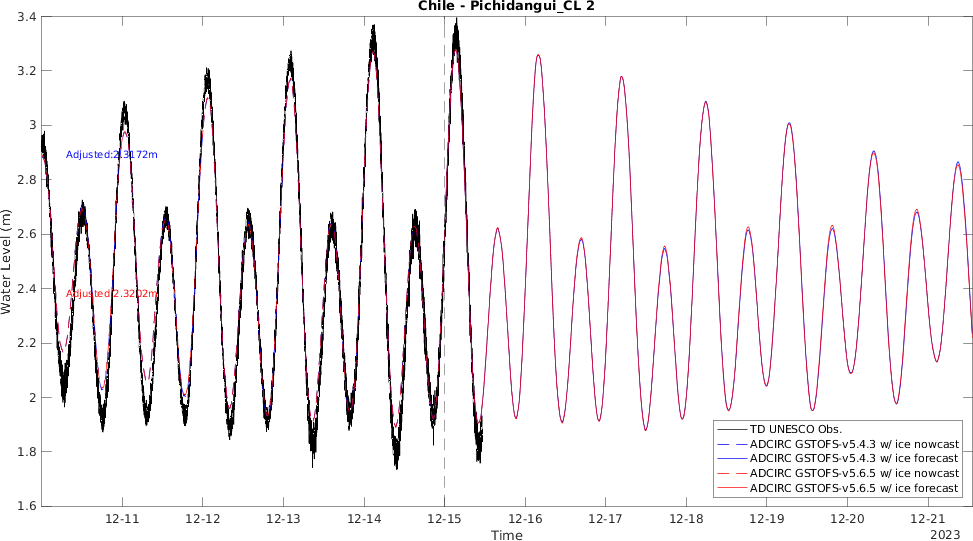 Chile - Pichidangui_CL 2
Water Level (m)
3.4
3.2
3
2.8
2.6
2.4
2.2
2
1.8
1.6
Adjusted:2.3172m
Adjusted:2.3202m
12-11
12-12
12-13
12-14
12-15
12-16
12-17
12-18
12-19
12-20
12-21
2023
Time
TD UNESCO Obs.
ADCIRC GSTOFS-v5.4.3 w/ ice nowcast
ADCIRC GSTOFS-v5.4.3 w/ ice forecast
ADCIRC GSTOFS-v5.6.5 w/ ice nowcast
ADCIRC GSTOFS-v5.6.5 w/ ice forecast